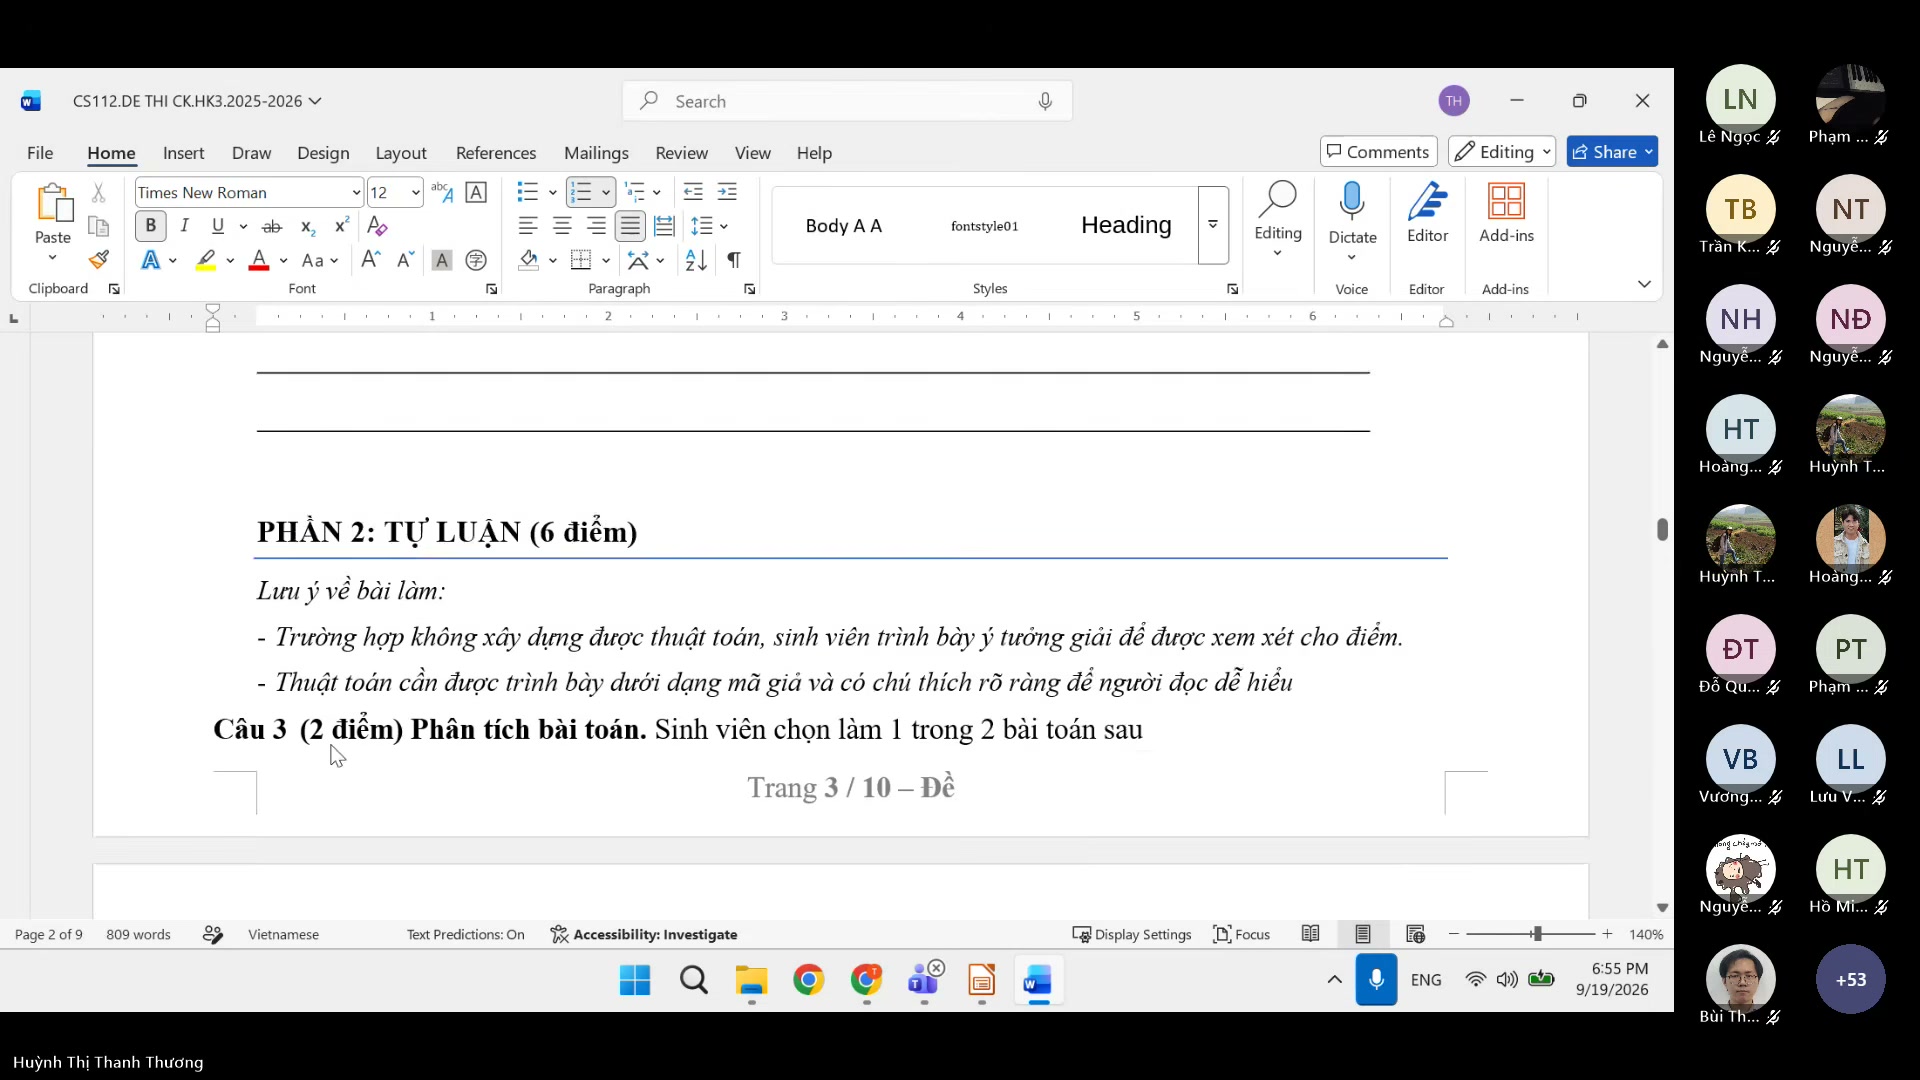 CS112.DE THI CK.HK3.2025-2026
Search
TH
File Home Insert Draw Design Layout References Mailings Review View Help
Comments Editing Share
Paste
Times New Roman 12
Clipboard Font Paragraph Styles Voice Editor Add-ins
Body A A fontstyle01 Heading
Editing Dictate Editor Add-ins
1 2 3 4 5 6
PHẦN 2: TỰ LUẬN (6 điểm)
Lưu ý về bài làm:
- Trường hợp không xây dựng được thuật toán, sinh viên trình bày ý tưởng giải để được xem xét cho điểm.
- Thuật toán cần được trình bày dưới dạng mã giả và có chú thích rõ ràng để người đọc dễ hiểu
Câu 3 (2 điểm) Phân tích bài toán. Sinh viên chọn làm 1 trong 2 bài toán sau
Trang 3 / 10 – Đề
Page 2 of 9 809 words Vietnamese Text Predictions: On Accessibility: Investigate Display Settings Focus 140%
ENG 6:55 PM
9/19/2026
LN
Lê Ngọc Phạm ...
TB NT
Trần K... Nguyễ...
NH NĐ
Nguyễ... Nguyễ...
HT
Hoàng... Huỳnh T...
Huỳnh T... Hoàng...
ĐT PT
Đỗ Qu... Phạm ...
VB LL
Vương... Lưu V...
HT
Nguyễ... Hồ Mi...
+53
Bùi Th...
Huỳnh Thị Thanh Thương